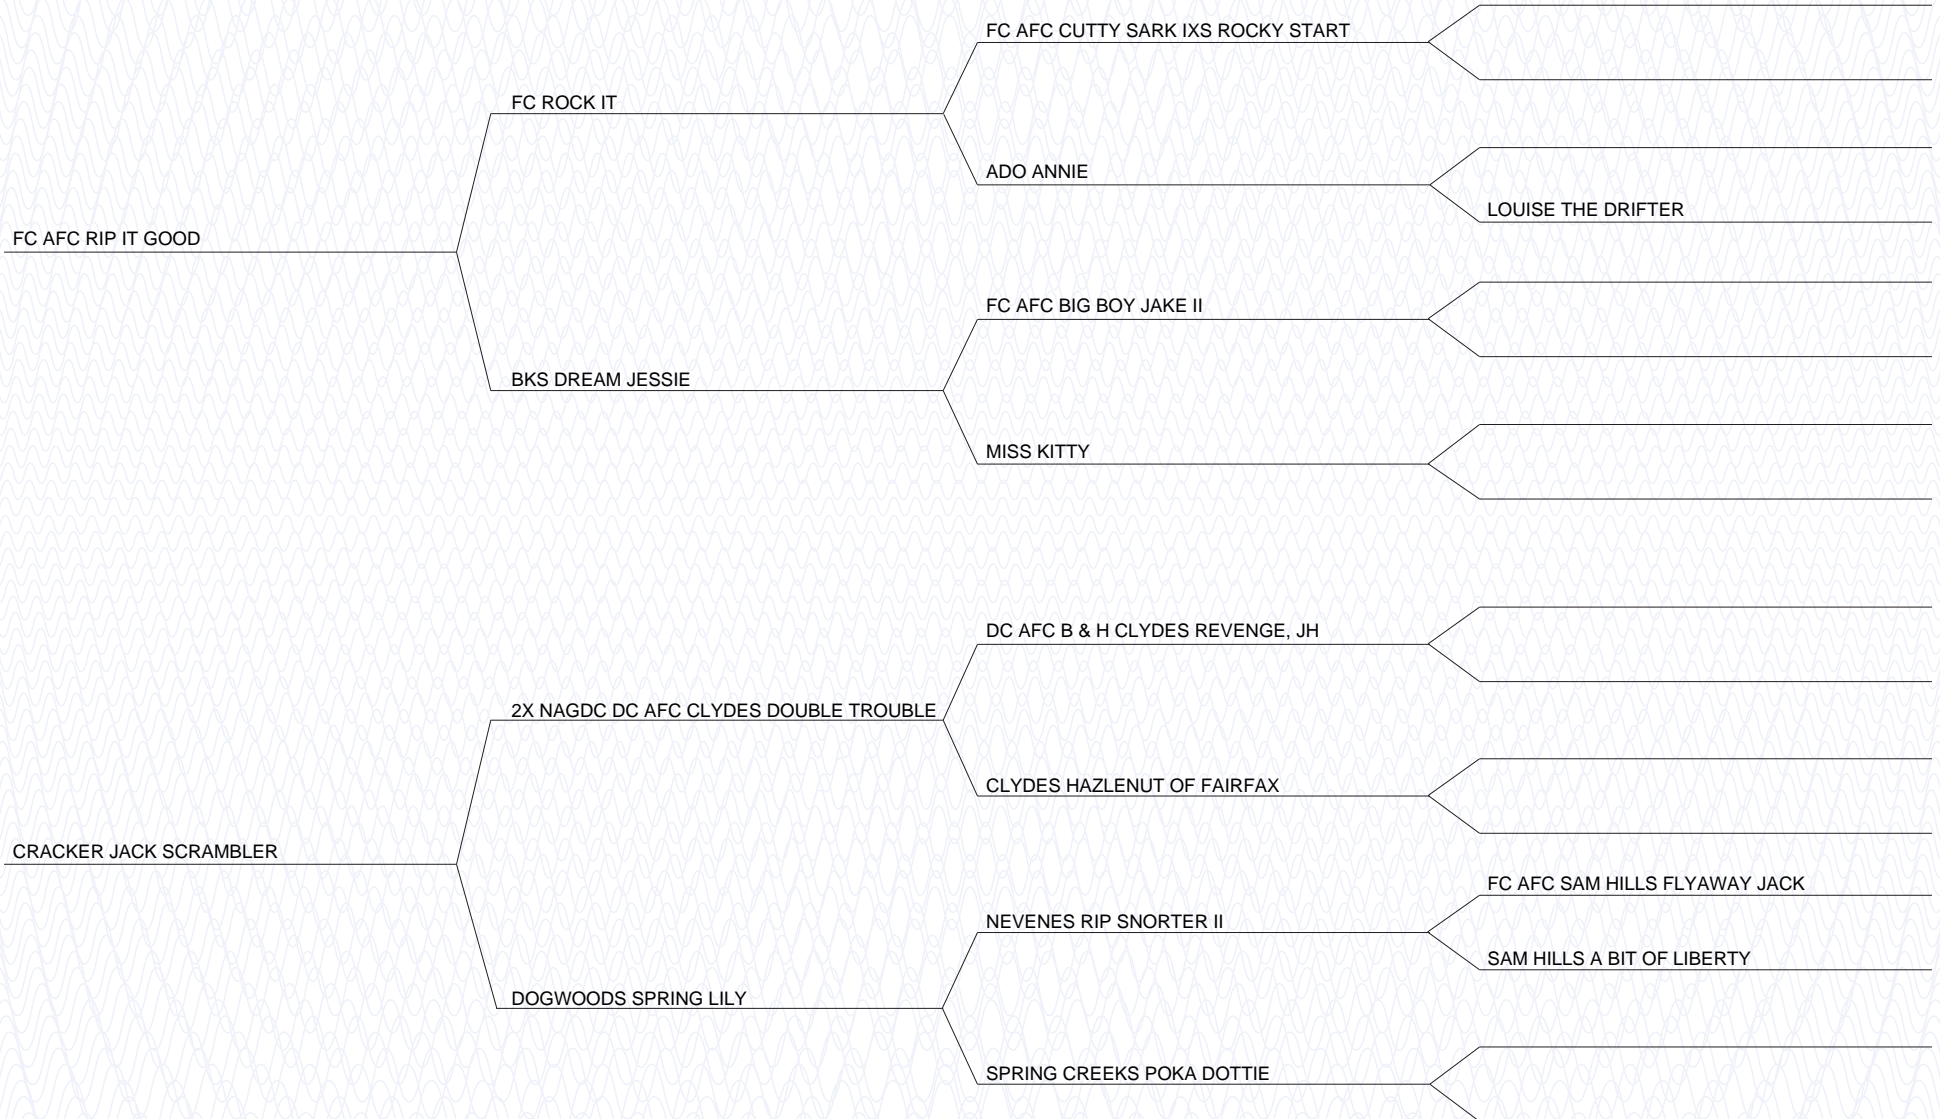 FC AFC CUTTY SARK IXS ROCKY START
FC ROCK IT
ADO ANNIE
LOUISE THE DRIFTER
FC AFC RIP IT GOOD
FC AFC BIG BOY JAKE II
BKS DREAM JESSIE
MISS KITTY
DC AFC B & H CLYDES REVENGE, JH
2X NAGDC DC AFC CLYDES DOUBLE TROUBLE
CLYDES HAZLENUT OF FAIRFAX
CRACKER JACK SCRAMBLER
FC AFC SAM HILLS FLYAWAY JACK
NEVENES RIP SNORTER II
SAM HILLS A BIT OF LIBERTY
DOGWOODS SPRING LILY
SPRING CREEKS POKA DOTTIE